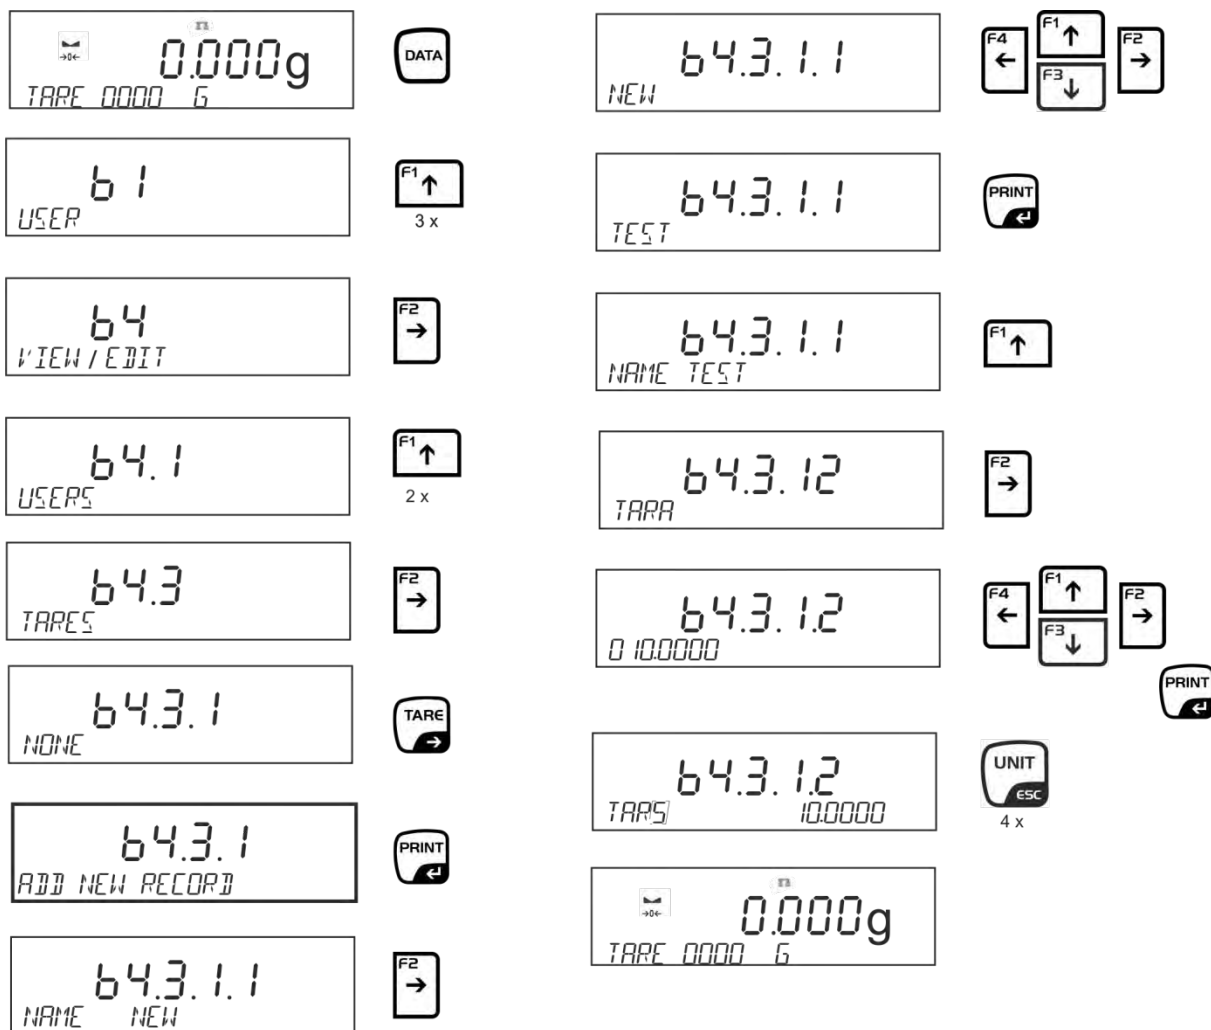 0.000g
TARE 0000 G
DATA
b1
USER
F1
3 x
b4
VIEW/EDIT
F2
b4.1
USERS
F1
2 x
b4.3
TARES
F2
b4.3.1
NONE
TARE
b4.3.1
ADD NEW RECORD
PRINT
b4.3.1.1
NAME NEW
F2
b4.3.1.1
NEW
F4 F1 F2
F3
b4.3.1.1
TEST
PRINT
b4.3.1.1
NAME TEST
F1
b4.3.12
TARA
F2
b4.3.1.2
010.0000
F4 F1 F2
F3
PRINT
b4.3.1.2
TARS 10.0000
UNIT
ESC
4 x
0.000g
TARE 0000 G